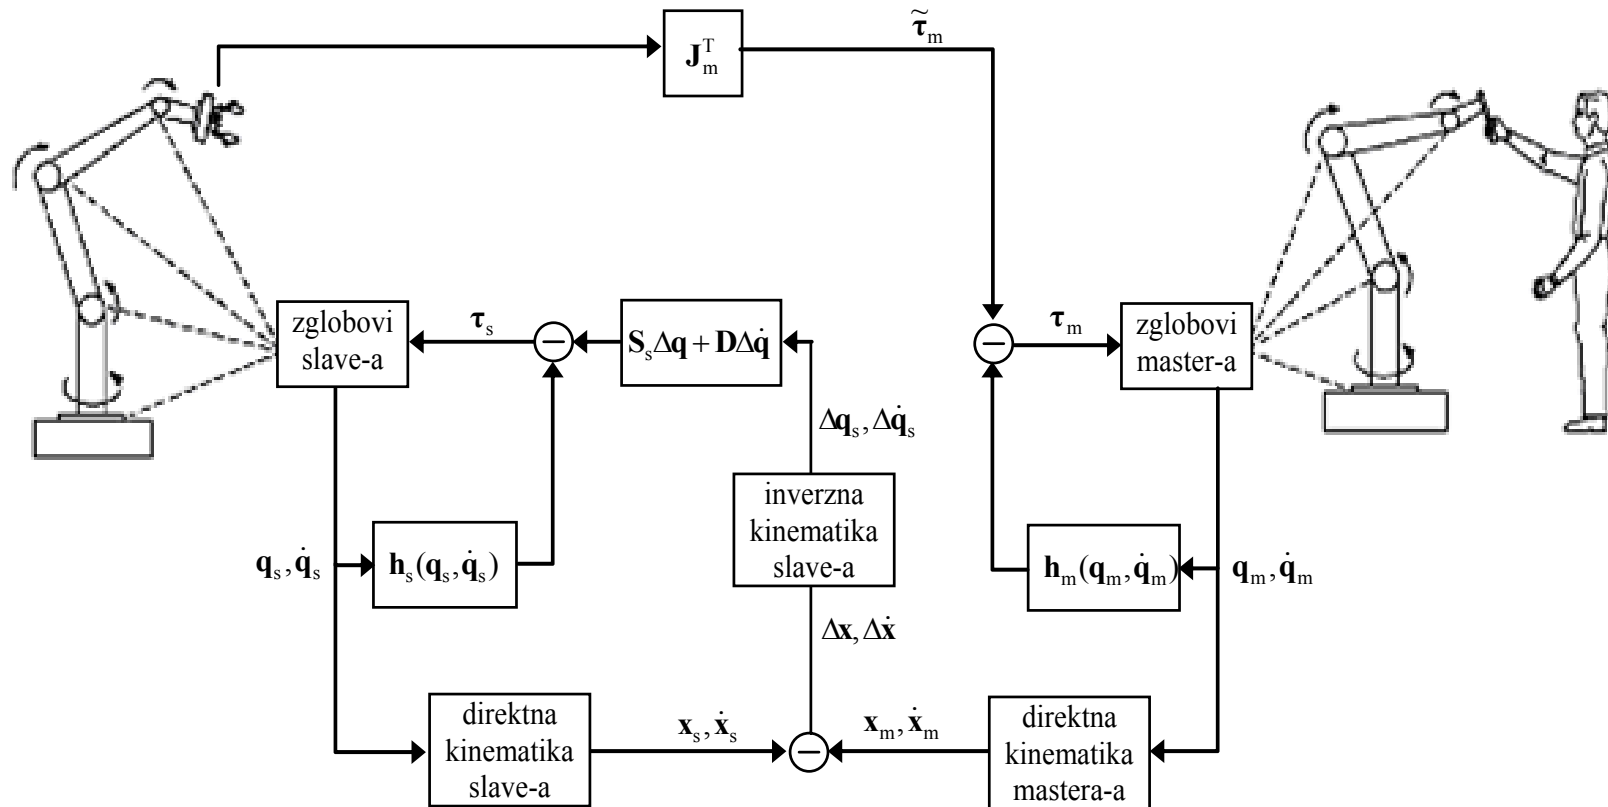 J_m^T
τ̃_m
zglobovi
slave-a
τ_s
−
S_sΔq + DΔq̇
−
τ_m
zglobovi
master-a
Δq_s, Δq̇_s
inverzna
kinematika
slave-a
q_s, q̇_s
h_s(q_s, q̇_s)
h_m(q_m, q̇_m)
q_m, q̇_m
Δx, Δẋ
direktna
kinematika
slave-a
x_s, ẋ_s
−
x_m, ẋ_m
direktna
kinematika
mastera-a